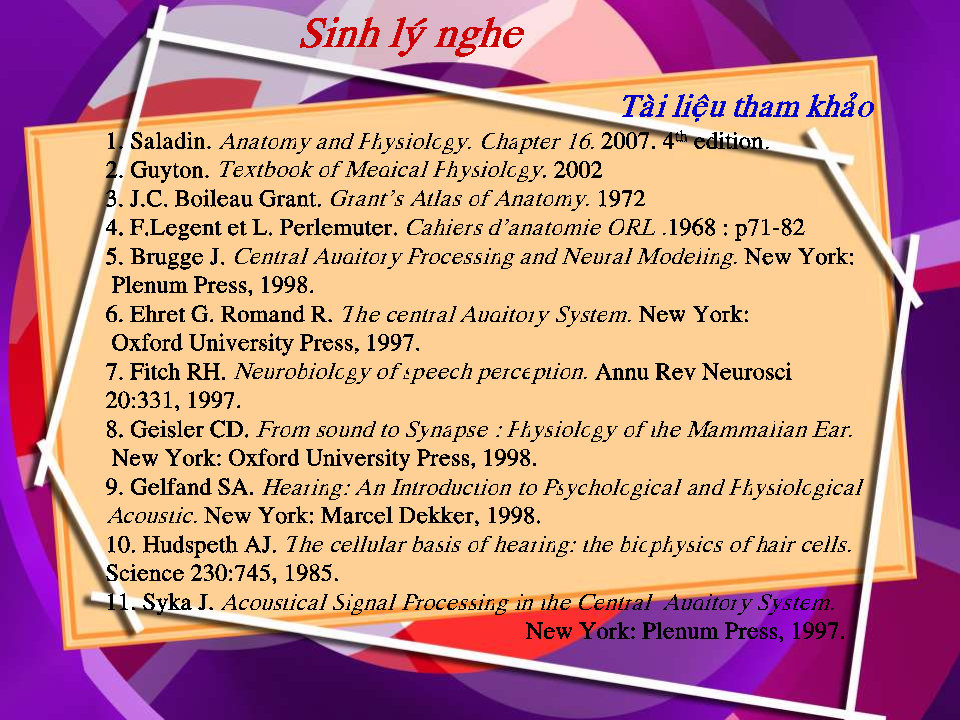 Sinh lý nghe
Tài liệu tham khảo
1. Saladin. Anatomy and Physiology. Chapter 16. 2007. 4th edition.
2. Guyton. Textbook of Medical Physiology. 2002
3. J.C. Boileau Grant. Grant's Atlas of Anatomy. 1972
4. F.Legent et L. Perlemuter. Cahiers d'anatomie ORL .1968 : p71-82
5. Brugge J. Central Auditory Processing and Neural Modeling. New York:
Plenum Press, 1998.
6. Ehret G. Romand R. The central Auditory System. New York:
Oxford University Press, 1997.
7. Fitch RH. Neurobiology of speech perception. Annu Rev Neurosci
20:331, 1997.
8. Geisler CD. From sound to Synapse : Physiology of the Mammalian Ear.
New York: Oxford University Press, 1998.
9. Gelfand SA. Hearing: An Introduction to Psychological and Physiological
Acoustic. New York: Marcel Dekker, 1998.
10. Hudspeth AJ. The cellular basis of hearing: the biophysics of hair cells.
Science 230:745, 1985.
11. Syka J. Acoustical Signal Processing in the Central Auditory System.
New York: Plenum Press, 1997.